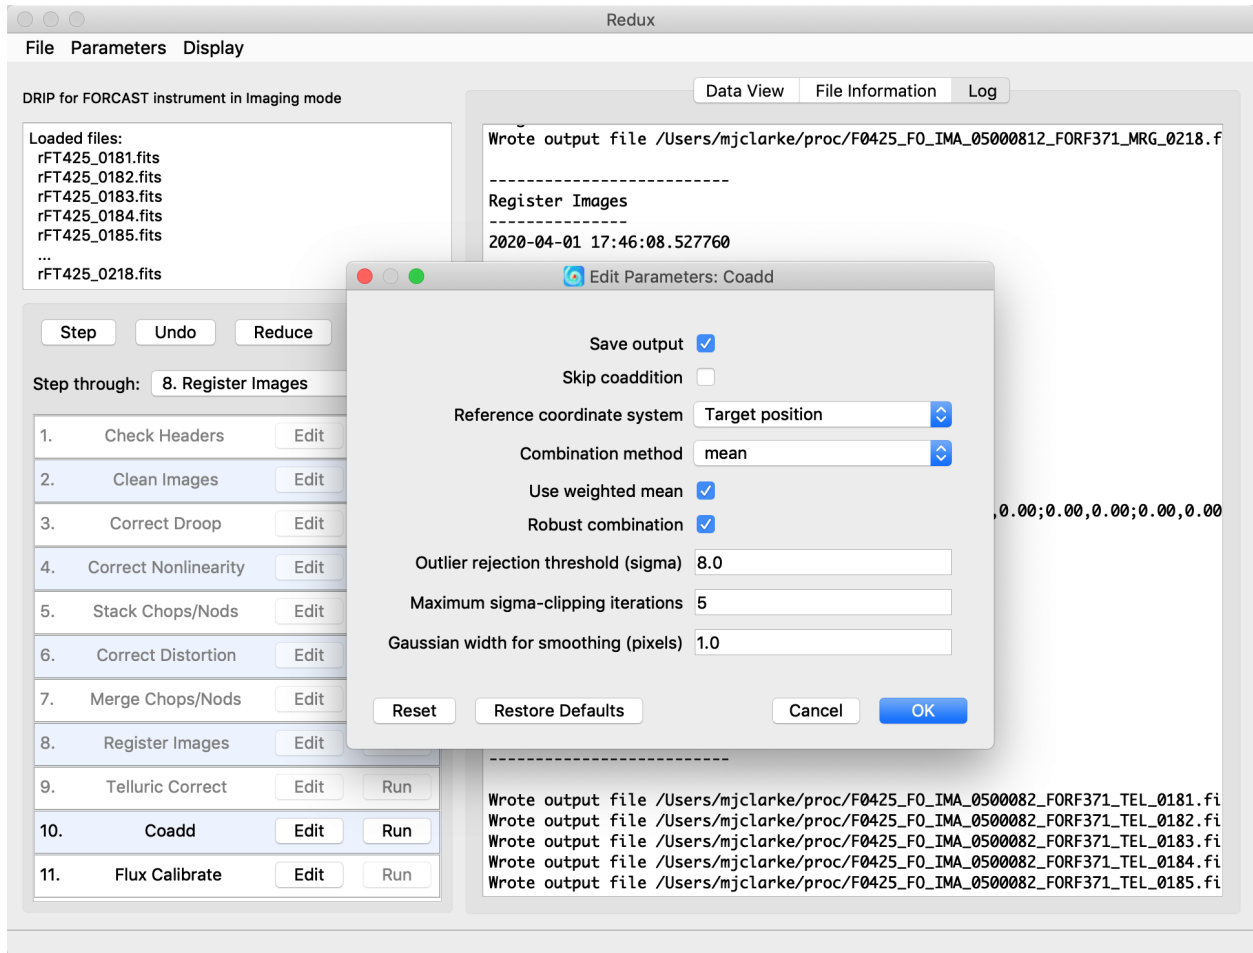 Redux
File Parameters Display
DRIP for FORCAST instrument in Imaging mode
Loaded files:
rFT425_0181.fits
rFT425_0182.fits
rFT425_0183.fits
rFT425_0184.fits
rFT425_0185.fits
...
rFT425_0218.fits
Step Undo Reduce
Step through: 8. Register Images
1. Check Headers Edit
2. Clean Images Edit
3. Correct Droop Edit
4. Correct Nonlinearity Edit
5. Stack Chops/Nods Edit
6. Correct Distortion Edit
7. Merge Chops/Nods Edit
8. Register Images Edit
9. Telluric Correct Edit Run
10. Coadd Edit Run
11. Flux Calibrate Edit Run
Data View File Information Log
Wrote output file /Users/mjclarke/proc/F0425_FO_IMA_05000812_FORF371_MRG_0218.f
--------------------------
Register Images
---------------
2020-04-01 17:46:08.527760
,0.00;0.00,0.00;0.00,0.00
--------------------------
Wrote output file /Users/mjclarke/proc/F0425_FO_IMA_0500082_FORF371_TEL_0181.fi
Wrote output file /Users/mjclarke/proc/F0425_FO_IMA_0500082_FORF371_TEL_0182.fi
Wrote output file /Users/mjclarke/proc/F0425_FO_IMA_0500082_FORF371_TEL_0183.fi
Wrote output file /Users/mjclarke/proc/F0425_FO_IMA_0500082_FORF371_TEL_0184.fi
Wrote output file /Users/mjclarke/proc/F0425_FO_IMA_0500082_FORF371_TEL_0185.fi
Edit Parameters: Coadd
Save output
Skip coaddition
Reference coordinate system Target position
Combination method mean
Use weighted mean
Robust combination
Outlier rejection threshold (sigma) 8.0
Maximum sigma-clipping iterations 5
Gaussian width for smoothing (pixels) 1.0
Reset Restore Defaults Cancel OK